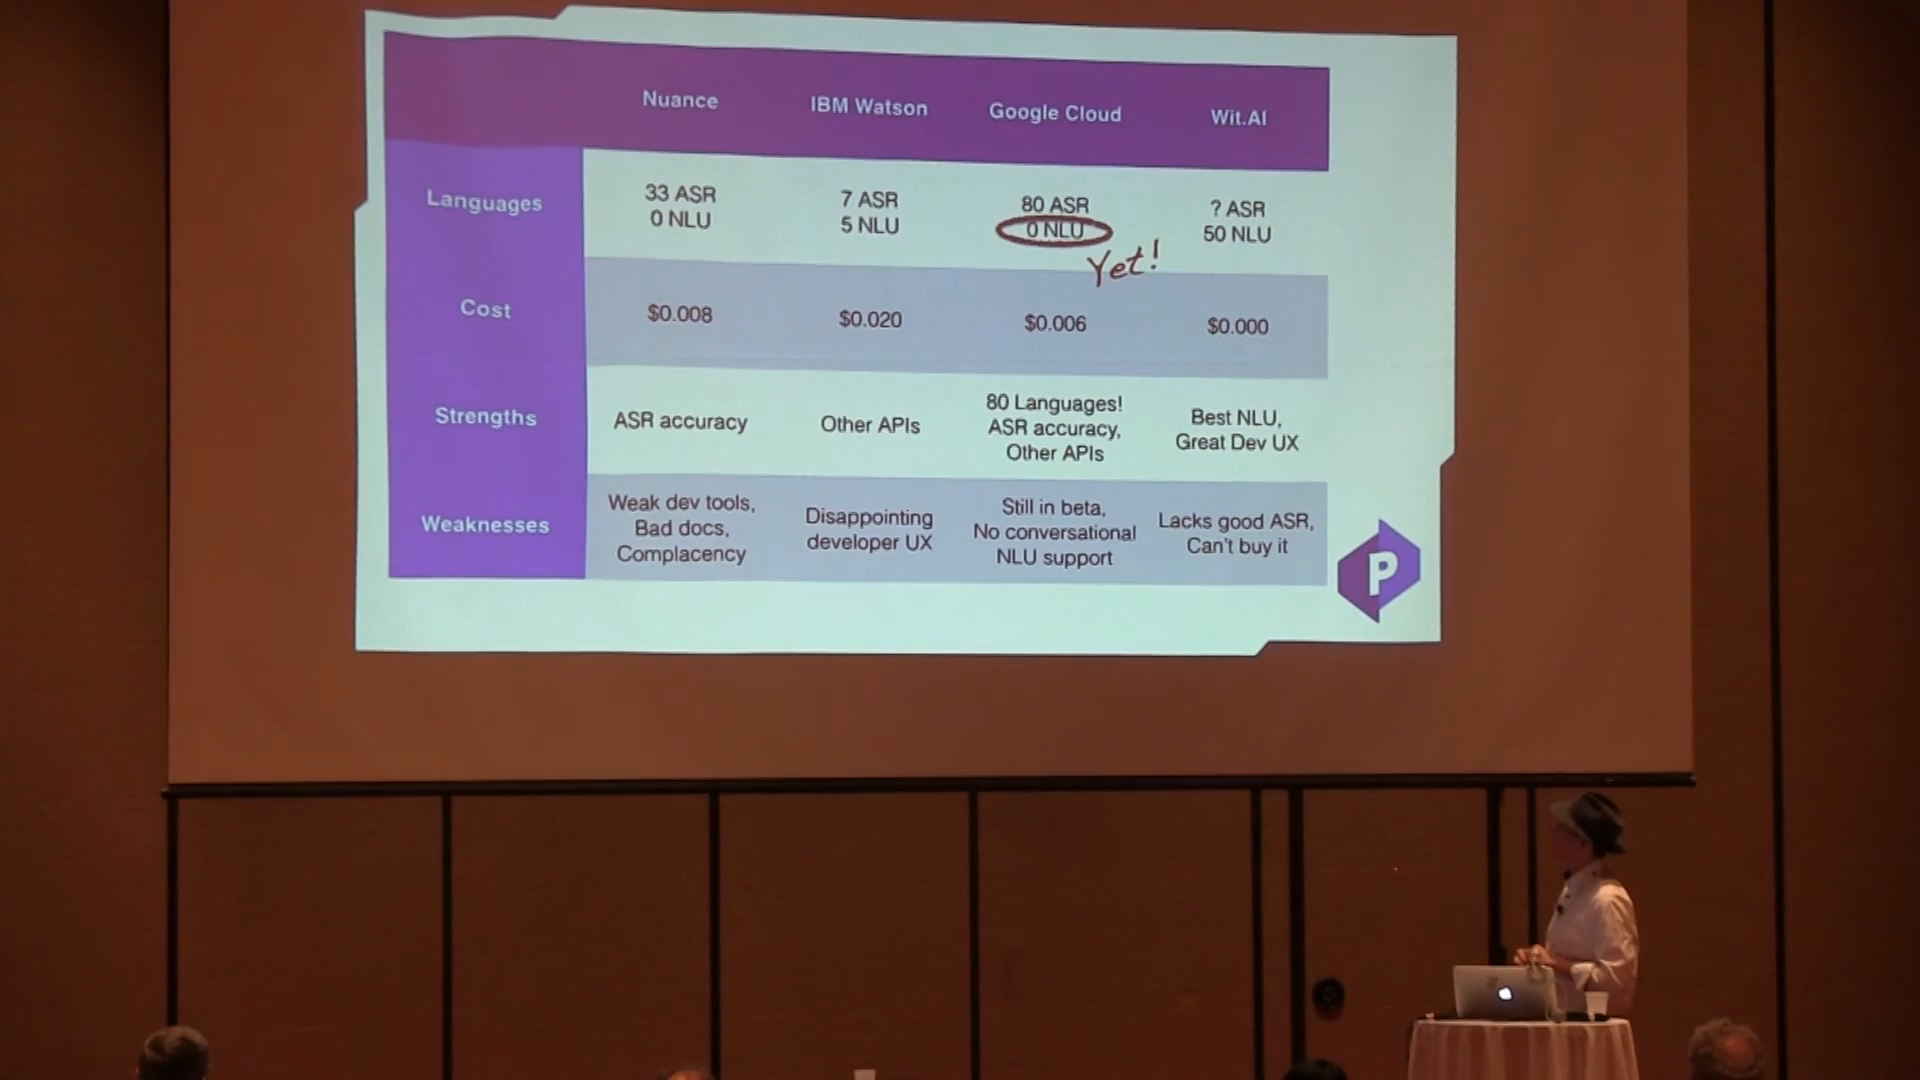 Nuance IBM Watson Google Cloud Wit.AI
Languages
33 ASR
0 NLU
7 ASR
5 NLU
80 ASR
0 NLU
Yet!
? ASR
50 NLU
Cost
$0.008
$0.020
$0.006
$0.000
Strengths
ASR accuracy
Other APIs
80 Languages!
ASR accuracy,
Other APIs
Best NLU,
Great Dev UX
Weaknesses
Weak dev tools,
Bad docs,
Complacency
Disappointing
developer UX
Still in beta,
No conversational
NLU support
Lacks good ASR,
Can't buy it
P